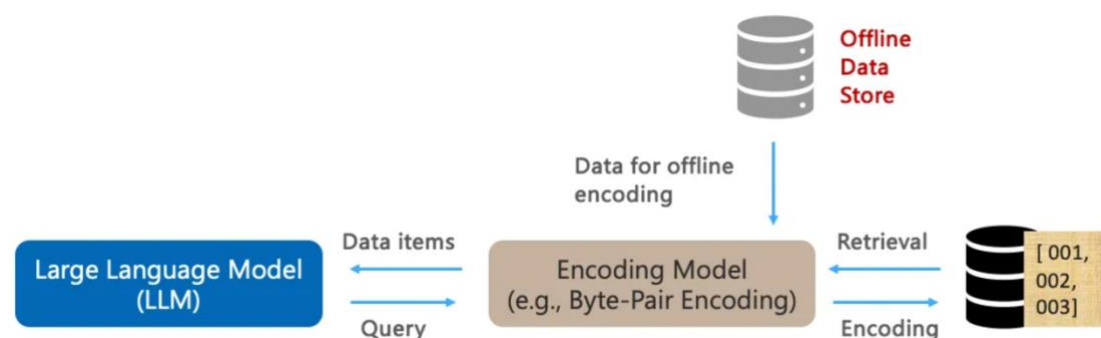 Offline
Data
Store
Data for offline
encoding
Data items
Retrieval
Large Language Model
(LLM)
Encoding Model
(e.g., Byte-Pair Encoding)
[ 001,
002,
003]
Query
Encoding